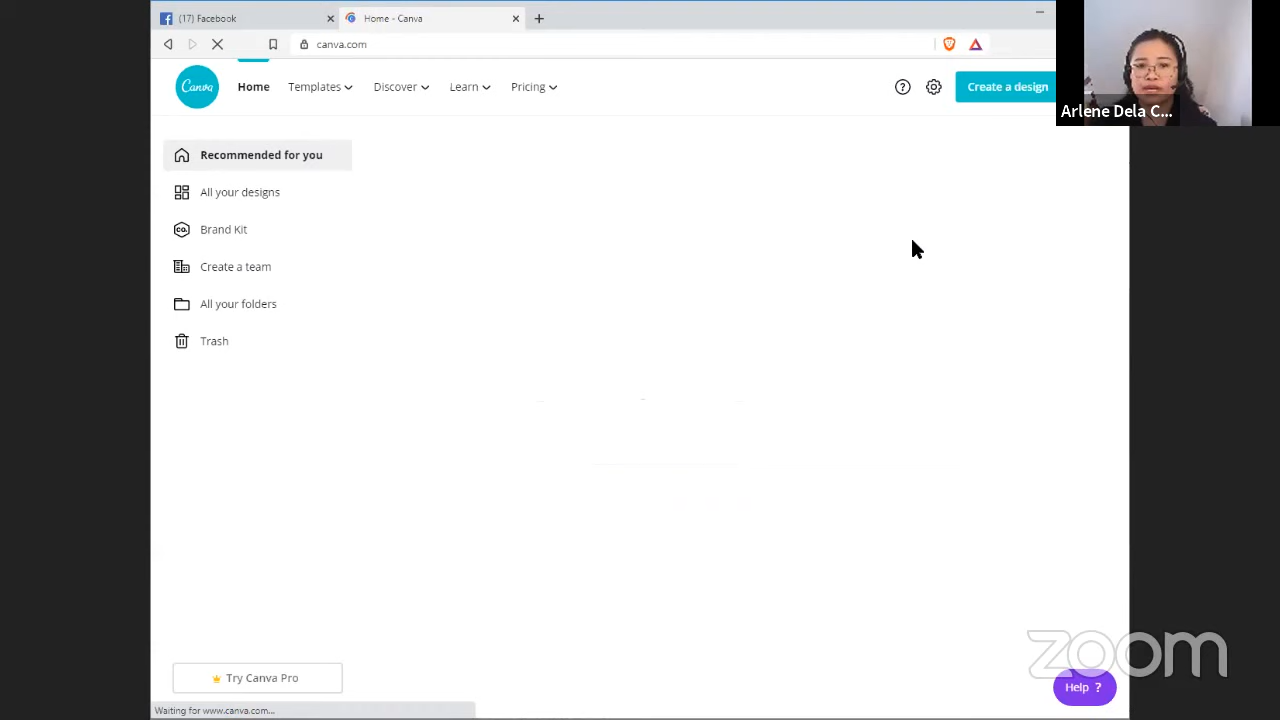 (17) Facebook
Home - Canva
canva.com
Canva
Home
Templates
Discover
Learn
Pricing
Create a design
Arlene Dela C...
Recommended for you
All your designs
Brand Kit
CO.
Create a team
All your folders
Trash
Try Canva Pro
zoom
Help ?
Waiting for www.canva.com...